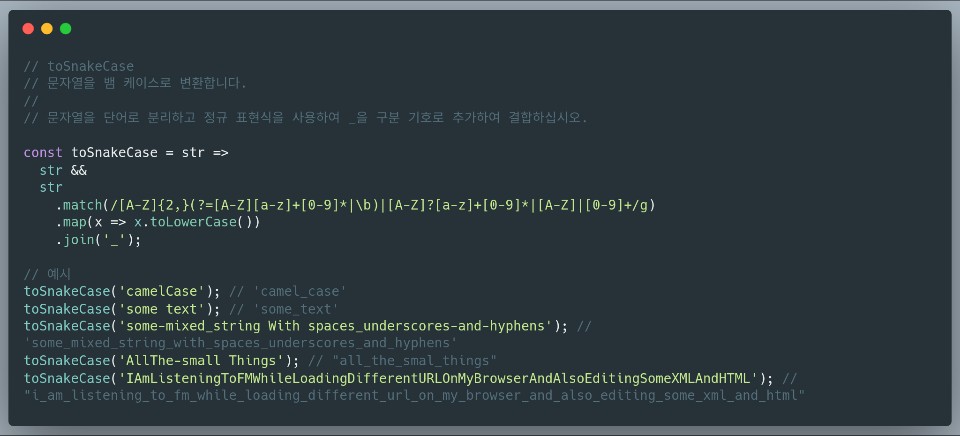 // toSnakeCase
// 문자열을 뱀 케이스로 변환합니다.
//
// 문자열을 단어로 분리하고 정규 표현식을 사용하여 _을 구분 기호로 추가하여 결합하십시오.
const toSnakeCase = str =>
str &&
str
.match(/[A-Z]{2,}(?=[A-Z][a-z]+[0-9]*|\b)|[A-Z]?[a-z]+[0-9]*|[A-Z]|[0-9]+/g)
.map(x => x.toLowerCase())
.join('_');
// 예시
toSnakeCase('camelCase'); // 'camel_case'
toSnakeCase('some text'); // 'some_text'
toSnakeCase('some-mixed_string With spaces_underscores-and-hyphens'); //
'some_mixed_string_with_spaces_underscores_and_hyphens'
toSnakeCase('AllThe-small Things'); // "all_the_smal_things"
toSnakeCase('IAmListeningToFMWhileLoadingDifferentURLOnMyBrowserAndAlsoEditingSomeXMLAndHTML'); //
"i_am_listening_to_fm_while_loading_different_url_on_my_browser_and_also_editing_some_xml_and_html"